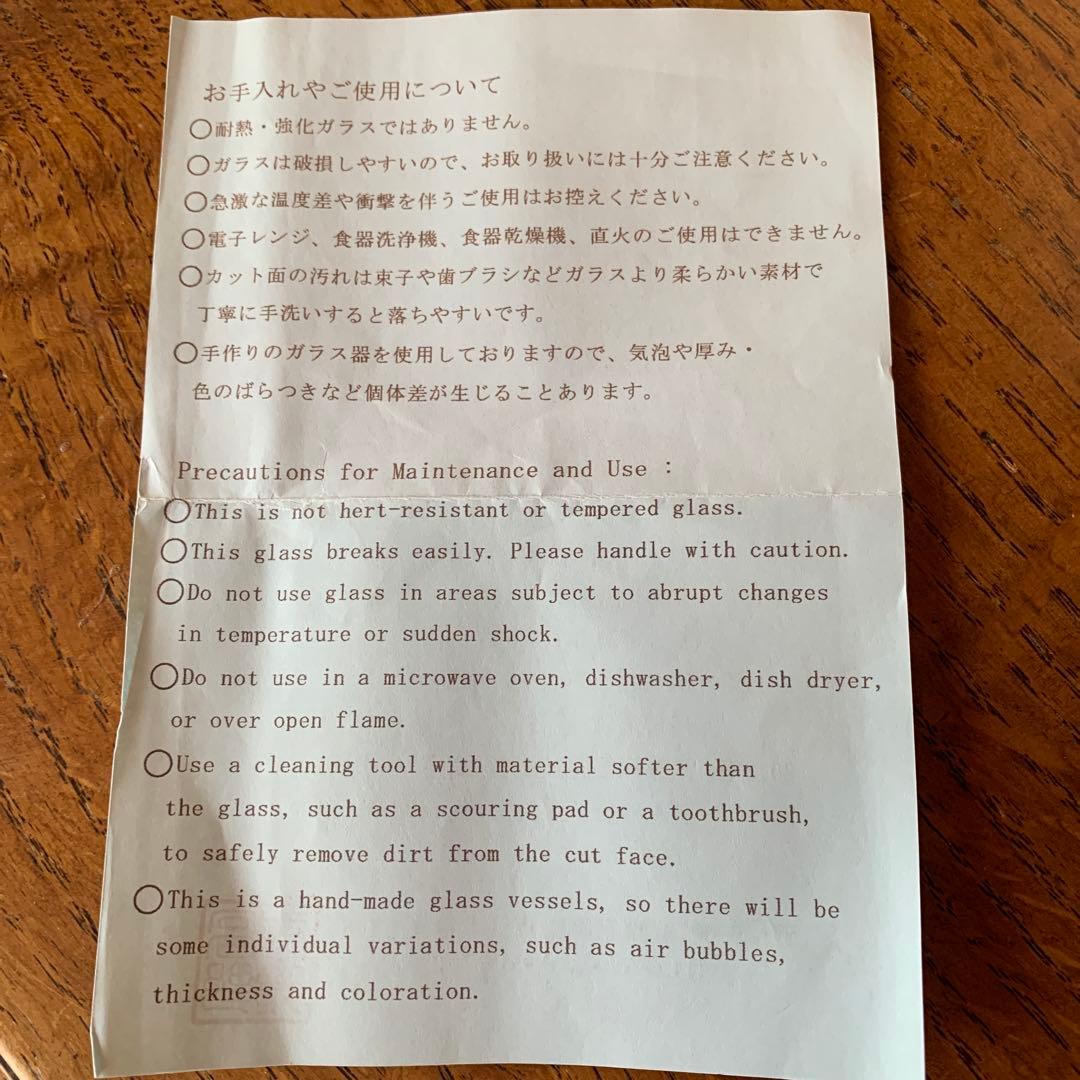 お手入れやご使用について
○耐熱・強化ガラスではありません。
○ガラスは破損しやすいので、お取り扱いには十分ご注意ください。
○急激な温度差や衝撃を伴うご使用はお控えください。
○電子レンジ、食器洗浄機、食器乾燥機、直火のご使用はできません。
○カット面の汚れは束子や歯ブラシなどガラスより柔らかい素材で
丁寧に手洗いすると落ちやすいです。
○手作りのガラス器を使用しておりますので、気泡や厚み・
色のばらつきなど個体差が生じることあります。
Precautions for Maintenance and Use :
○This is not hert-resistant or tempered glass.
○This glass breaks easily. Please handle with caution.
○Do not use glass in areas subject to abrupt changes
in temperature or sudden shock.
○Do not use in a microwave oven, dishwasher, dish dryer,
or over open flame.
○Use a cleaning tool with material softer than
the glass, such as a scouring pad or a toothbrush,
to safely remove dirt from the cut face.
○This is a hand-made glass vessels, so there will be
some individual variations, such as air bubbles,
thickness and coloration.